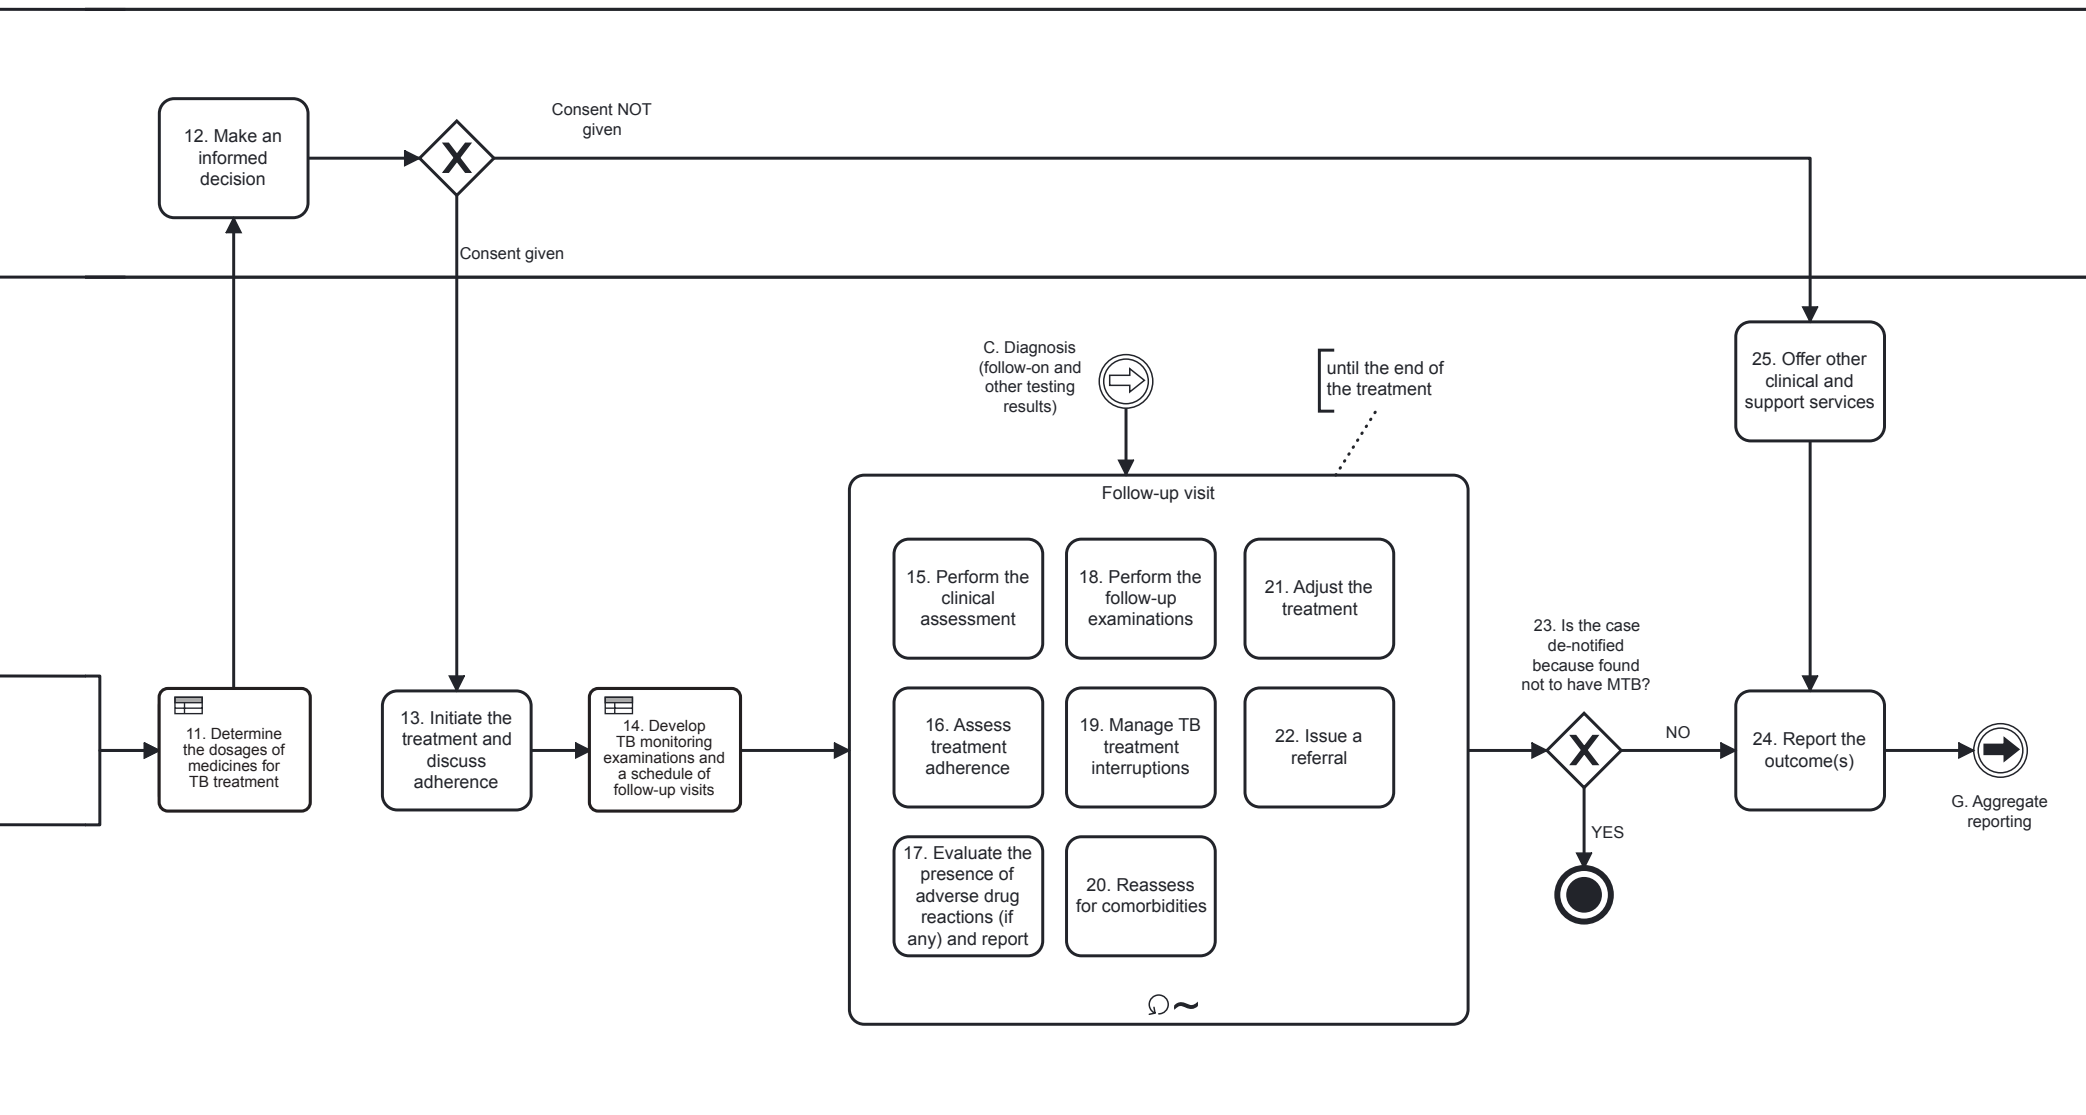 12. Make an
informed
decision
X
Consent NOT
given
Consent given
C. Diagnosis
(follow-on and
other testing
results)
until the end of
the treatment
25. Offer other
clinical and
support services
11. Determine
the dosages of
medicines for
TB treatment
13. Initiate the
treatment and
discuss
adherence
14. Develop
TB monitoring
examinations and
a schedule of
follow-up visits
Follow-up visit
15. Perform the
clinical
assessment
18. Perform the
follow-up
examinations
21. Adjust the
treatment
16. Assess
treatment
adherence
19. Manage TB
treatment
interruptions
22. Issue a
referral
17. Evaluate the
presence of
adverse drug
reactions (if
any) and report
20. Reassess
for comorbidities
~
23. Is the case
de-notified
because found
not to have MTB?
X
NO
YES
24. Report the
outcome(s)
G. Aggregate
reporting